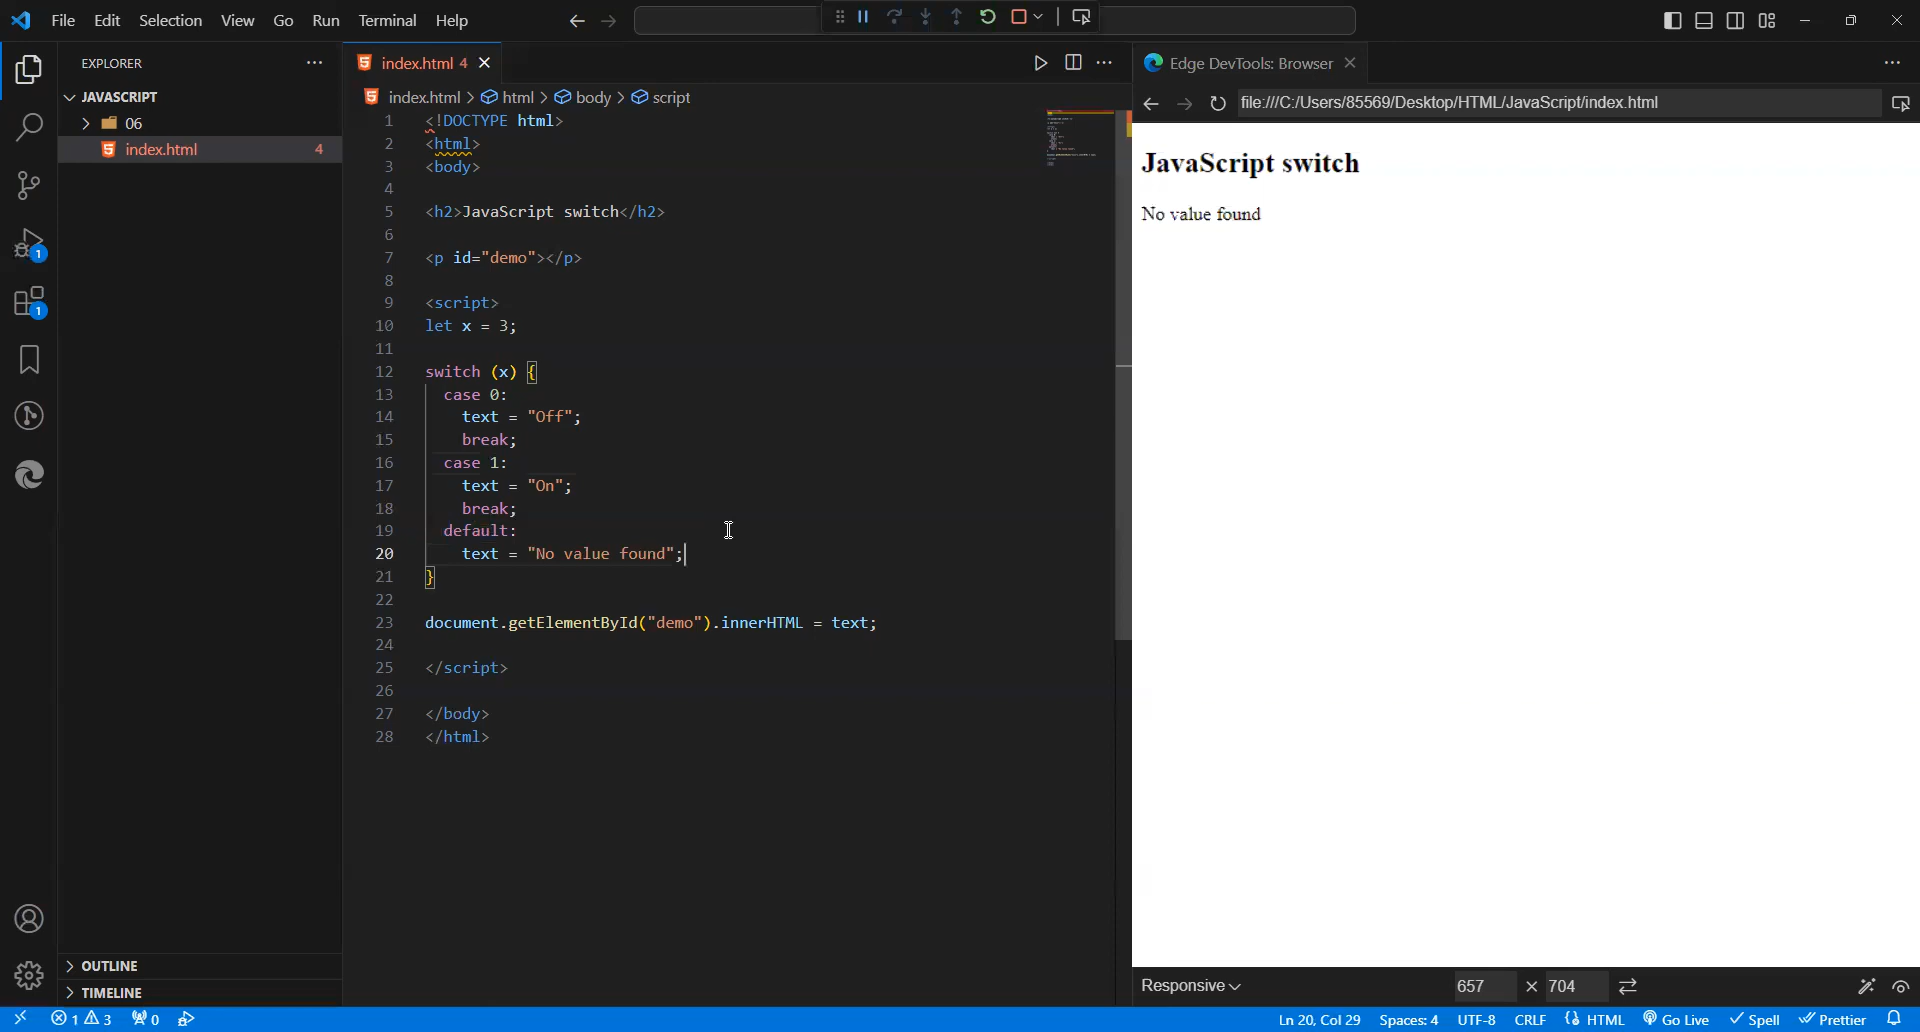 File Edit Selection View Go Run Terminal Help
EXPLORER
JAVASCRIPT
06
index.html 4
OUTLINE
TIMELINE
index.html 4
index.html > html > body > script
1 <!DOCTYPE html>
2 <html>
3 <body>
4
5 <h2>JavaScript switch</h2>
6
7 <p id="demo"></p>
8
9 <script>
10 let x = 3;
11
12 switch (x) {
13 case 0:
14 text = "Off";
15 break;
16 case 1:
17 text = "On";
18 break;
19 default:
20 text = "No value found";
21 }
22
23 document.getElementById("demo").innerHTML = text;
24
25 </script>
26
27 </body>
28 </html>
Edge DevTools: Browser
file:///C:/Users/85569/Desktop/HTML/JavaScript/index.html
JavaScript switch
No value found
Responsive 657 × 704
1
1
1 3 0 Ln 20, Col 29 Spaces: 4 UTF-8 CRLF HTML Go Live Spell Prettier